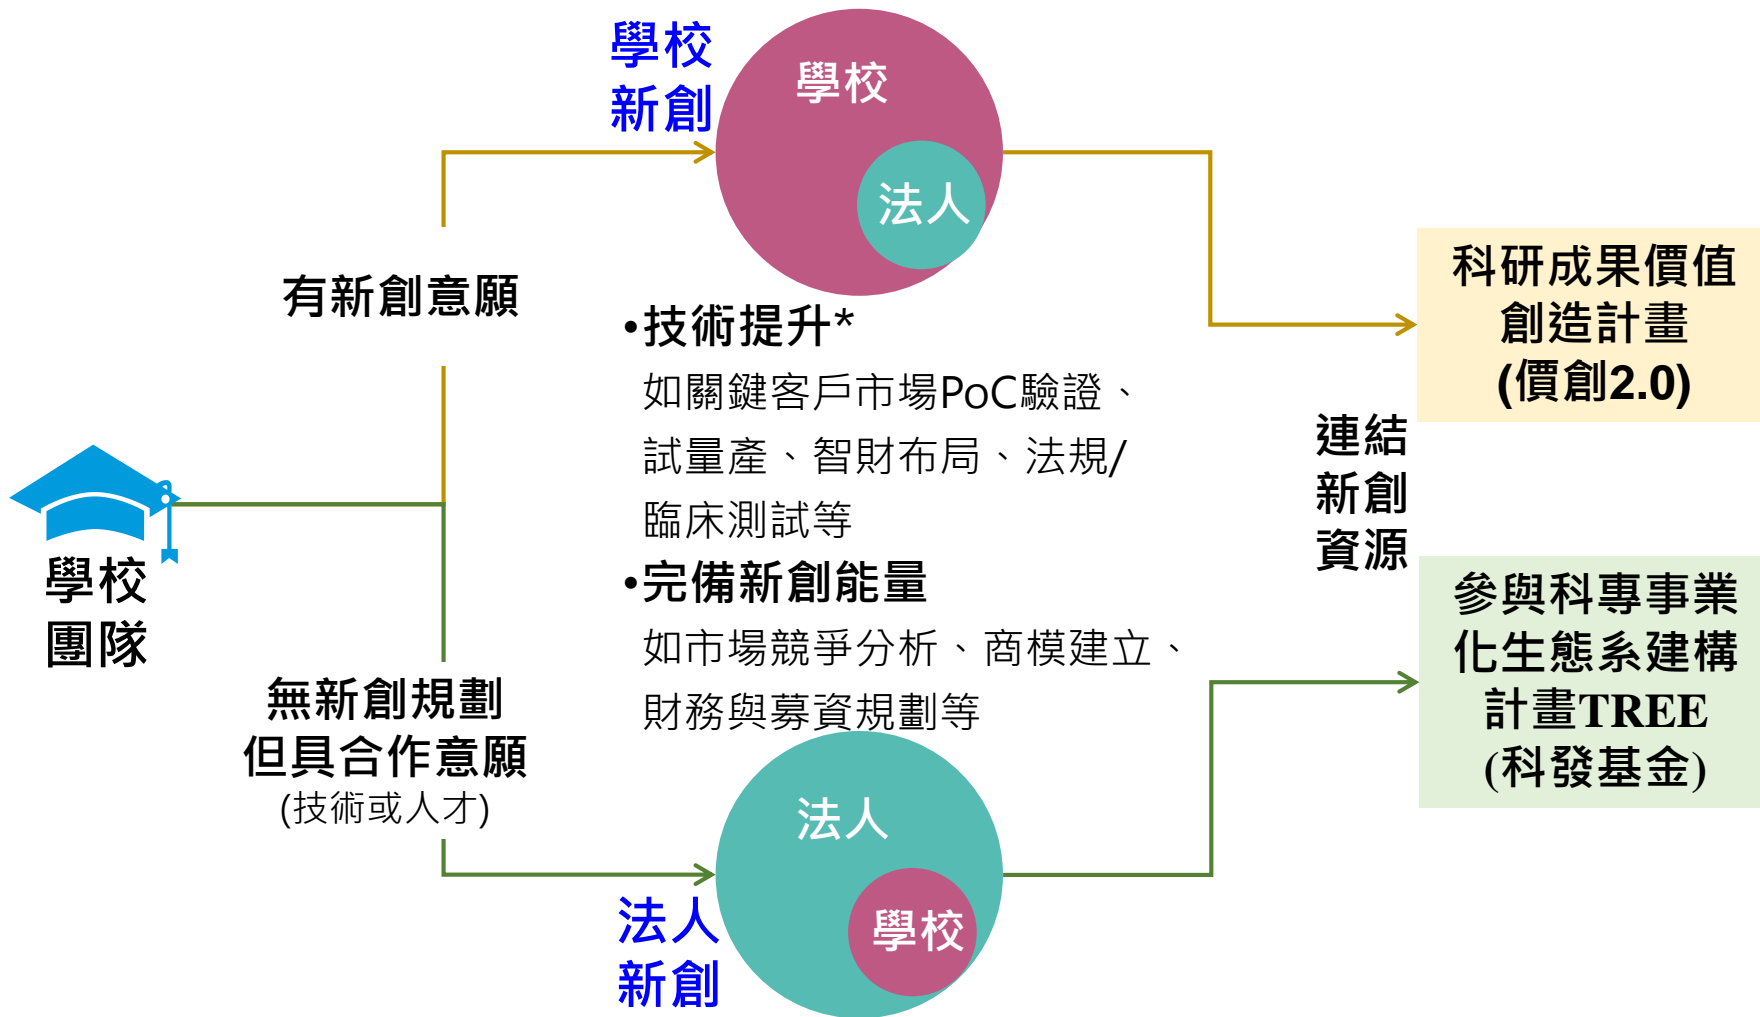 學校
新創
學校
法人
有新創意願
•技術提升*
如關鍵客戶市場PoC驗證、
試量產、智財布局、法規/
臨床測試等
•完備新創能量
如市場競爭分析、商模建立、
財務與募資規劃等
學校
團隊
無新創規劃
但具合作意願
(技術或人才)
法人
學校
法人
新創
連結
新創
資源
科研成果價值
創造計畫
(價創2.0)
參與科專事業
化生態系建構
計畫TREE
(科發基金)